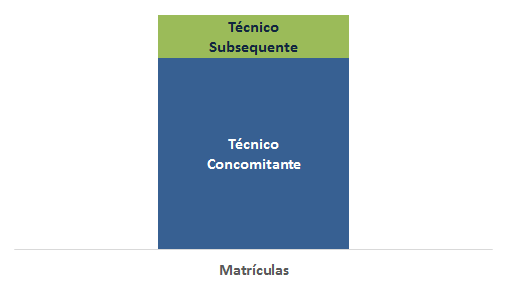 Técnico
Subsequente
Técnico
Concomitante
Matrículas